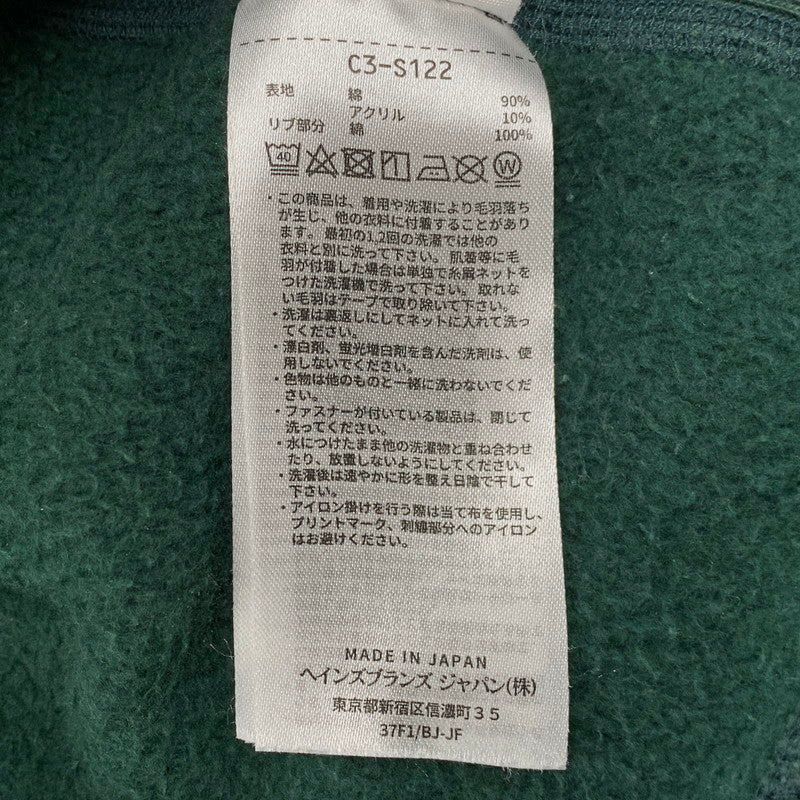 C3-S122
表地 綿 90%
アクリル 10%
リブ部分 綿 100%
40 W
・この商品は、着用や洗濯により毛羽落ち
が生じ、他の衣料に付着することがあり
ます。最初の1,2回の洗濯では他の
衣料と別に洗って下さい。肌着等に毛
羽が付着した場合は単独で糸屑ネットを
つけた洗濯機で洗って下さい。取れな
い毛羽はテープで取り除いて下さい。
・洗濯は裏返しにしてネットに入れて洗っ
てください。
・漂白剤、蛍光増白剤を含んだ洗剤は、使
用しないでください。
・色物は他のものと一緒に洗わないでくだ
さい。
・ファスナーが付いている製品は、閉じて
洗ってください。
・水につけたまま他の洗濯物と重ね合わせ
たり、放置しないようにしてください。
・洗濯後は速やかに形を整え日陰で干して
下さい。
・アイロン掛けを行う際は当て布を使用し、
プリントマーク、刺繍部分へのアイロン
はお避けください。
MADE IN JAPAN
ヘインズブランズ ジャパン(株)
東京都新宿区信濃町35
37F1/BJ-JF